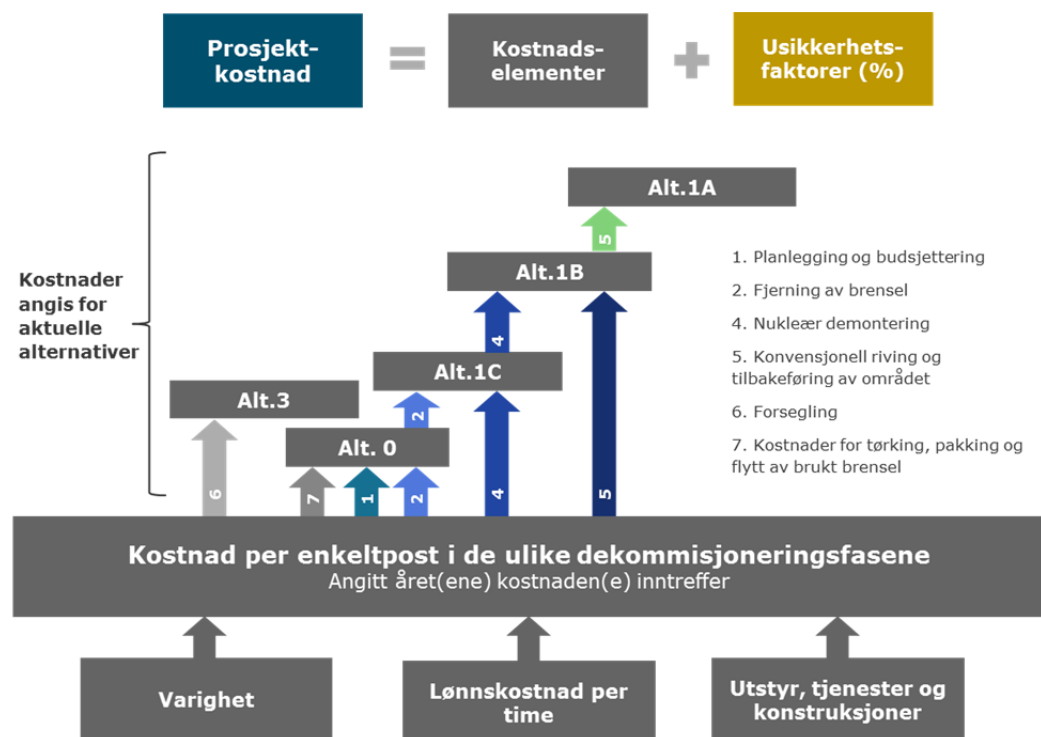 Prosjekt-
kostnad
=
Kostnads-
elementer
+
Usikkerhets-
faktorer (%)
Alt.1A
5
Kostnader
angis for
aktuelle
alternativer
Alt.1B
1. Planlegging og budsjettering
2. Fjerning av brensel
4. Nukleær demontering
5. Konvensjonell riving og
tilbakeføring av området
6. Forsegling
7. Kostnader for tørking, pakking og
flytt av brukt brensel
4
Alt.1C
Alt.3
2
Alt. 0
6
7
1
2
4
5
Kostnad per enkeltpost i de ulike dekommisjoneringsfasene
Angitt året(ene) kostnaden(e) inntreffer
Varighet
Lønnskostnad per
time
Utstyr, tjenester og
konstruksjoner